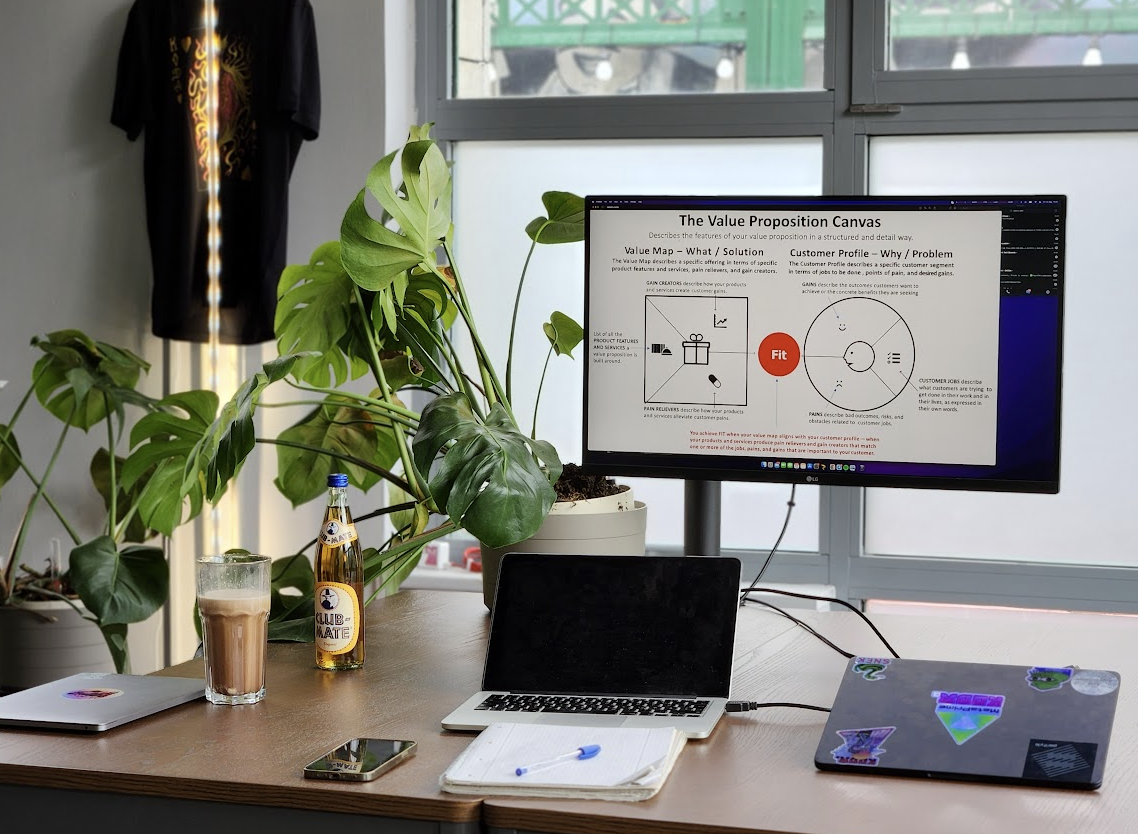 The Value Proposition Canvas
Describes the features of your value proposition in a structured and detail way.
Value Map – What / Solution
The Value Map describes a specific offering in terms of specific
product features and services, pain relievers, and gain creators.
Customer Profile – Why / Problem
The Customer Profile describes a specific customer segment
in terms of jobs to be done , points of pain, and desired gains.
GAIN CREATORS describe how your products
and services create customer gains.
GAINS describe the outcomes customers want to
achieve or the concrete benefits they are seeking
List of all the
PRODUCT FEATURES
AND SERVICES a
value proposition is
built around.
Fit
CUSTOMER JOBS describe
what customers are trying to
get done in their work and in
their lives, as expressed in
their own words.
PAIN RELIEVERS describe how your products
and services alleviate customer pain.
PAINS describe bad outcomes, risks, and
obstacles related to customer jobs.
You achieve FIT when your value map aligns with your customer profile – when
your products and services produce pain relievers and gain creators that match
one or more of the jobs, pains, and gains that are important to your customer.
LG
CLUB-
MATE